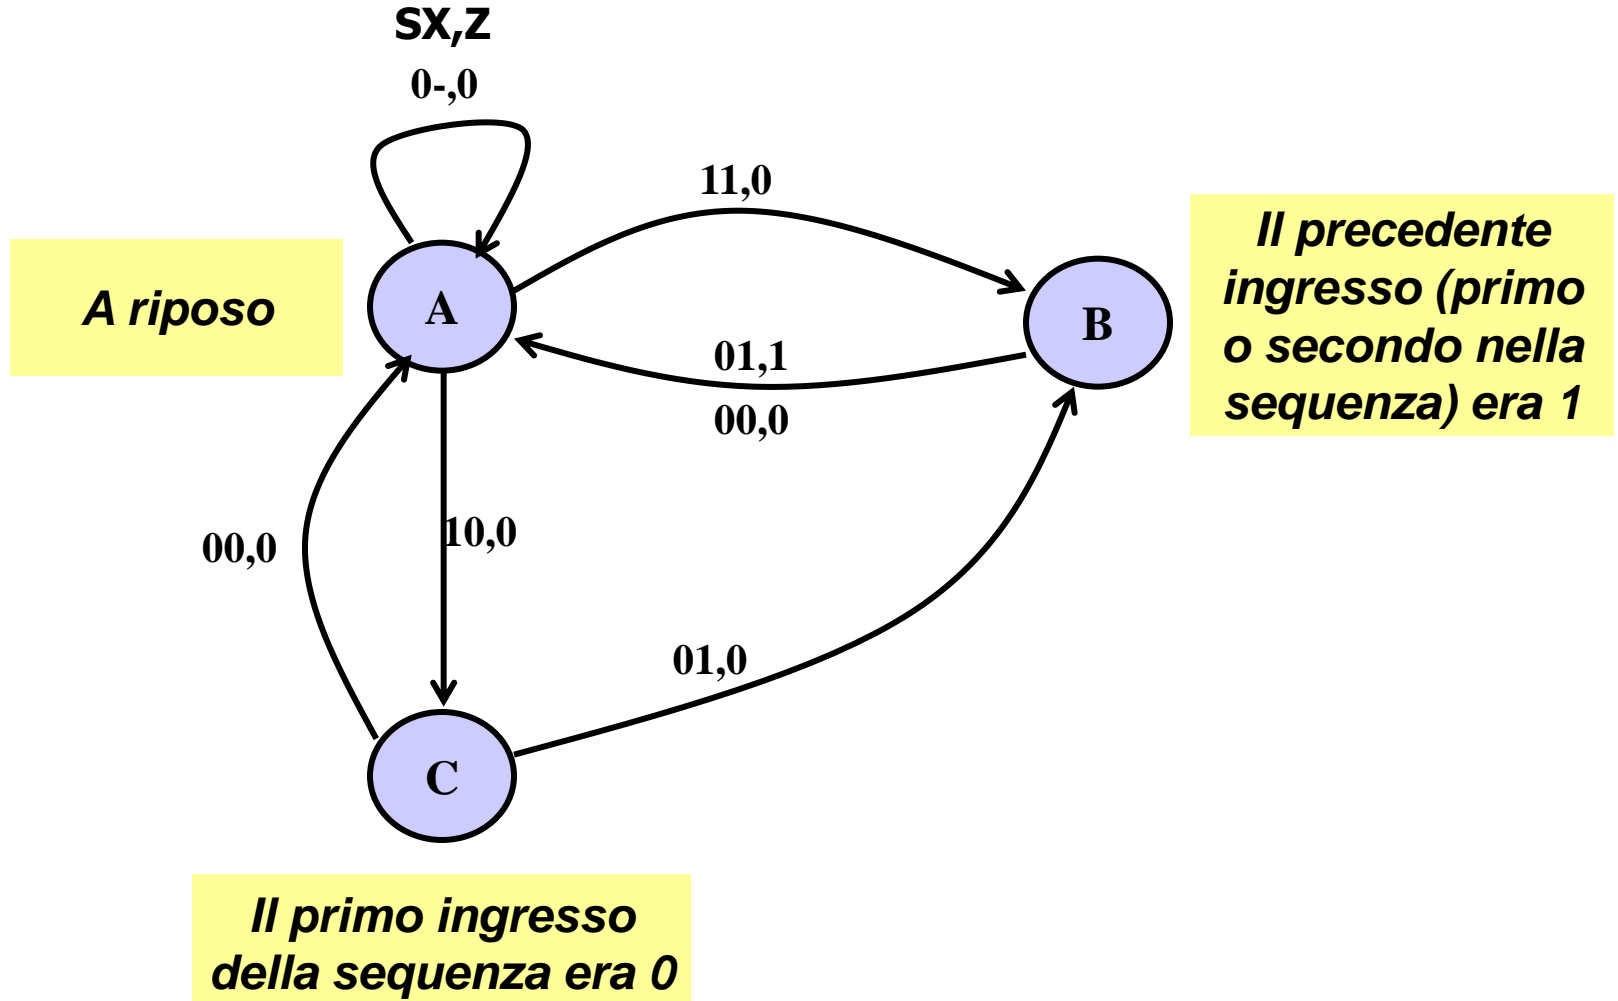 SX,Z
0-,0
11,0
A riposo
A
B
Il precedente
ingresso (primo
o secondo nella
sequenza) era 1
01,1
00,0
00,0
10,0
01,0
C
Il primo ingresso
della sequenza era 0